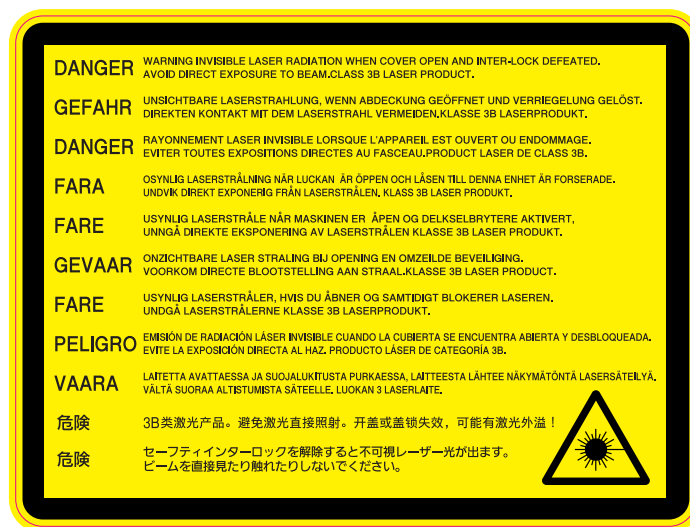 DANGER WARNING INVISIBLE LASER RADIATION WHEN COVER OPEN AND INTER-LOCK DEFEATED.
AVOID DIRECT EXPOSURE TO BEAM.CLASS 3B LASER PRODUCT.
GEFAHR UNSICHTBARE LASERSTRAHLUNG, WENN ABDECKUNG GEÖFFNET UND VERRIEGELUNG GELÖST.
DIREKTEN KONTAKT MIT DEM LASERSTRAHL VERMEIDEN.KLASSE 3B LASERPRODUKT.
DANGER RAYONNEMENT LASER INVISIBLE LORSQUE L'APPAREIL EST OUVERT OU ENDOMMAGE.
EVITER TOUTES EXPOSITIONS DIRECTES AU FASCEAU.PRODUCT LASER DE CLASS 3B.
FARA OSYNLIG LASERSTRÅLNING NÄR LUCKAN ÄR ÖPPEN OCH LÅSEN TILL DENNA ENHET ÄR FORSERADE.
UNDVIK DIREKT EXPONERIG FRÅN LASERSTRÅLEN. KLASS 3B LASER PRODUKT.
FARE USYNLIG LASERSTRÅLE NÅR MASKINEN ER ÅPEN OG DELKSELBRYTERE AKTIVERT,
UNNGÅ DIREKTE EKSPONERING AV LASERSTRÅLEN KLASSE 3B LASER PRODUKT.
GEVAAR ONZICHTBARE LASER STRALING BIJ OPENING EN OMZEILDE BEVEILIGING.
VOORKOM DIRECTE BLOOTSTELLING AAN STRAAL.KLASSE 3B LASER PRODUCT.
FARE USYNLIG LASERSTRÅLER, HVIS DU ÅBNER OG SAMTIDIGT BLOKERER LASEREN.
UNDGÅ LASERSTRÅLERNE KLASSE 3B LASERPRODUKT.
PELIGRO EMISIÓN DE RADIACIÓN LÁSER INVISIBLE CUANDO LA CUBIERTA SE ENCUENTRA ABIERTA Y DESBLOQUEADA.
EVITE LA EXPOSICIÓN DIRECTA AL HAZ. PRODUCTO LÁSER DE CATEGORÍA 3B.
VAARA LAITETTA AVATTAESSA JA SUOJALUKITUSTA PURKAESSA, LAITTEESTA LÄHTEE NÄKYMÄTÖNTÄ LASERSÄTEILYÄ.
VÄLTÄ SUORAA ALTISTUMISTA SÄTEELLE. LUOKAN 3 LASERLAITE.
危険 3B类激光产品。避免激光直接照射。开盖或盖锁失效，可能有激光外溢！
危険 セーフティインターロックを解除すると不可視レーザー光が出ます。
ビームを直接見たり触れたりしないでください。